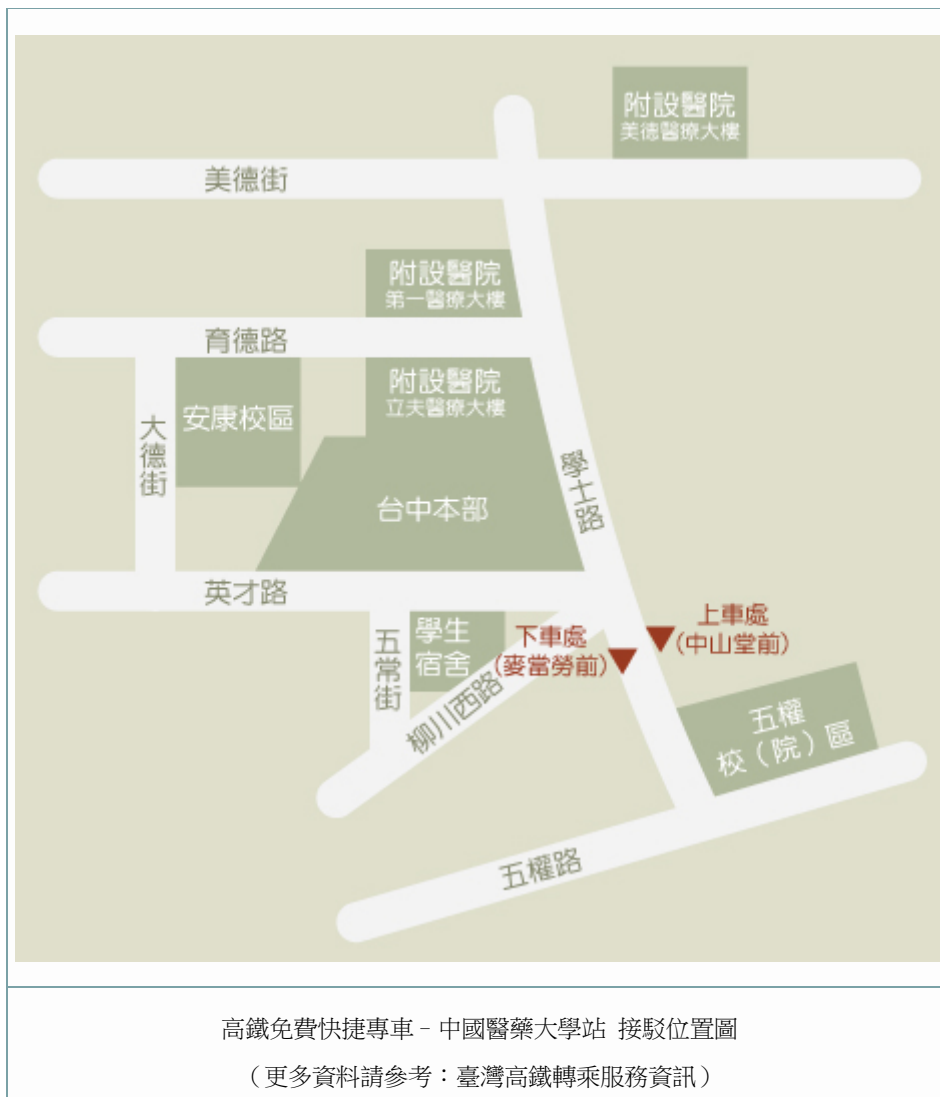 附設醫院
美德醫療大樓
美德街
附設醫院
第一醫療大樓
育德路
附設醫院
立夫醫療大樓
安康校區
大德街
學士路
台中本部
英才路
上車處
(中山堂前)
學生
宿舍
下車處
(麥當勞前)
五常街
柳川西路
五權
校（院）區
五權路
高鐵免費快捷專車 - 中國醫藥大學站 接駁位置圖
（更多資料請參考：臺灣高鐵轉乘服務資訊）